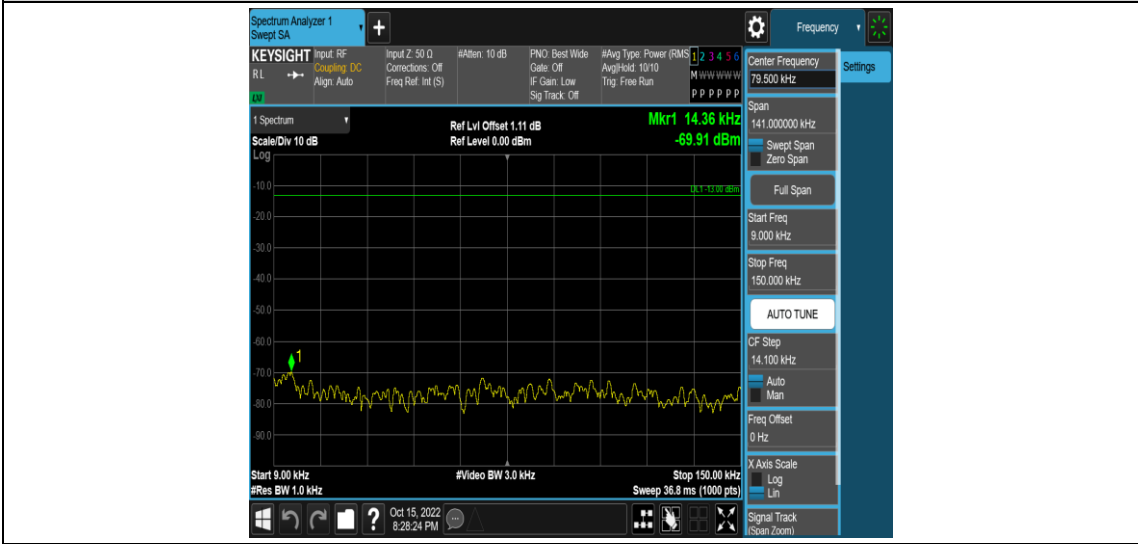 Spectrum Analyzer 1
Swept SA
+
Frequency
KEYSIGHT
RL
LM
Input: RF
Coupling: DC
Align: Auto
Input Z: 50 Ω
Corrections: Off
Freq Ref: Int (S)
#Atten: 10 dB
PNO: Best Wide
Gate: Off
IF Gain: Low
Sig Track: Off
#Avg Type: Power (RMS
Avg|Hold: 10/10
Trig: Free Run
1 2 3 4 5 6
M W W W W W
P P P P P P
1 Spectrum
Scale/Div 10 dB
Log
Ref Lvl Offset 1.11 dB
Ref Level 0.00 dBm
Mkr1 14.36 kHz
-69.91 dBm
DL1 -13.00 dBm
-10.0
-20.0
-30.0
-40.0
-50.0
-60.0
-70.0
-80.0
-90.0
1
Start 9.00 kHz
#Res BW 1.0 kHz
#Video BW 3.0 kHz
Stop 150.00 kHz
Sweep 36.8 ms (1000 pts)
?
Oct 15, 2022
8:28:24 PM
Center Frequency
79.500 kHz
Span
141.000000 kHz
Swept Span
Zero Span
Full Span
Start Freq
9.000 kHz
Stop Freq
150.000 kHz
AUTO TUNE
CF Step
14.100 kHz
Auto
Man
Freq Offset
0 Hz
X Axis Scale
Log
Lin
Signal Track
(Span Zoom)
Settings